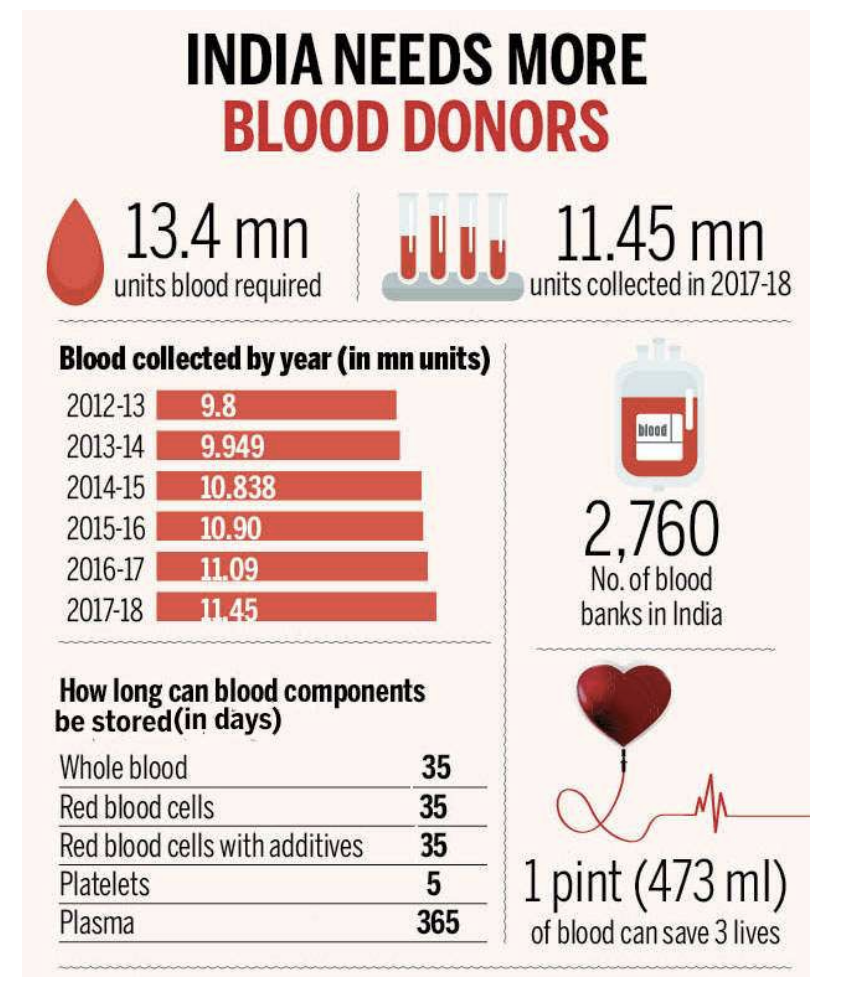 INDIA NEEDS MORE
BLOOD DONORS
13.4 mn
units blood required
11.45 mn
units collected in 2017-18
Blood collected by year (in mn units)
2012-13 9.8
2013-14 9.949
2014-15 10.838
2015-16 10.90
2016-17 11.09
2017-18 11.45
blood
2,760
No. of blood
banks in India
How long can blood components
be stored(in days)
Whole blood 35
Red blood cells 35
Red blood cells with additives 35
Platelets 5
Plasma 365
1 pint (473 ml)
of blood can save 3 lives